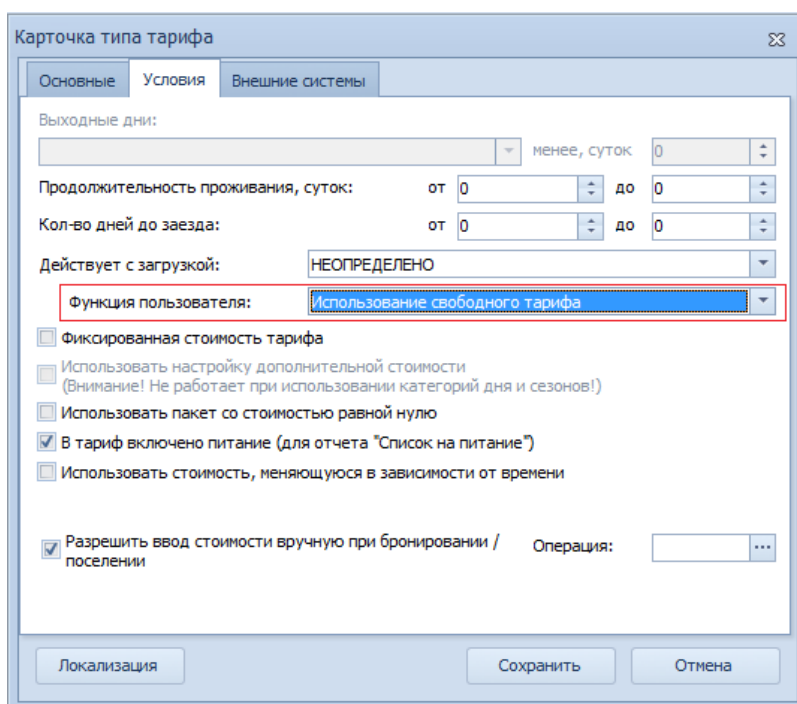 Карточка типа тарифа
Основные Условия Внешние системы
Выходные дни:
менее, суток 0
Продолжительность проживания, суток: от 0 до 0
Кол-во дней до заезда: от 0 до 0
Действует с загрузкой: НЕОПРЕДЕЛЕНО
Функция пользователя: Использование свободного тарифа
Фиксированная стоимость тарифа
Использовать настройку дополнительной стоимости
(Внимание! Не работает при использовании категорий дня и сезонов!)
Использовать пакет со стоимостью равной нулю
В тариф включено питание (для отчета "Список на питание")
Использовать стоимость, меняющуюся в зависимости от времени
Разрешить ввод стоимости вручную при бронировании / Операция: ...
поселении
Локализация Сохранить Отмена